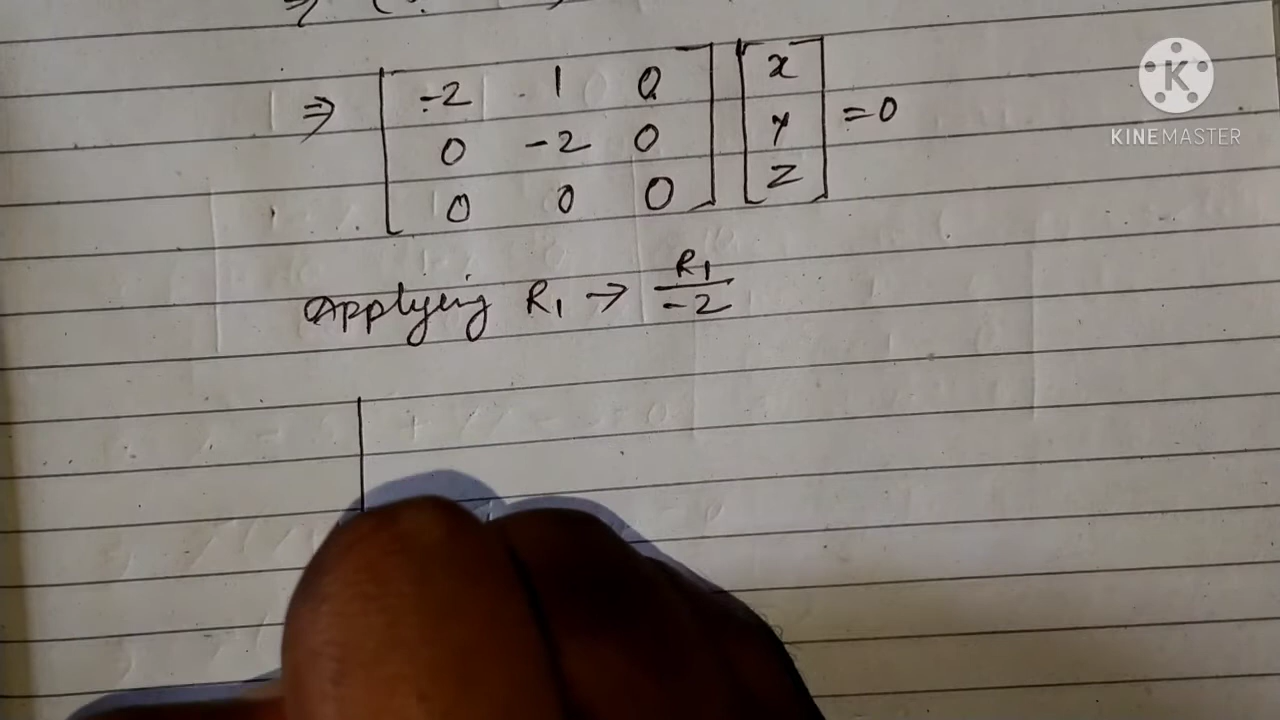 ⇒ [ -2 1 0 ] [ x ]
[ 0 -2 0 ] [ y ] = 0
[ 0 0 0 ] [ z ]
Applying R₁ → R₁/-2
KINEMASTER